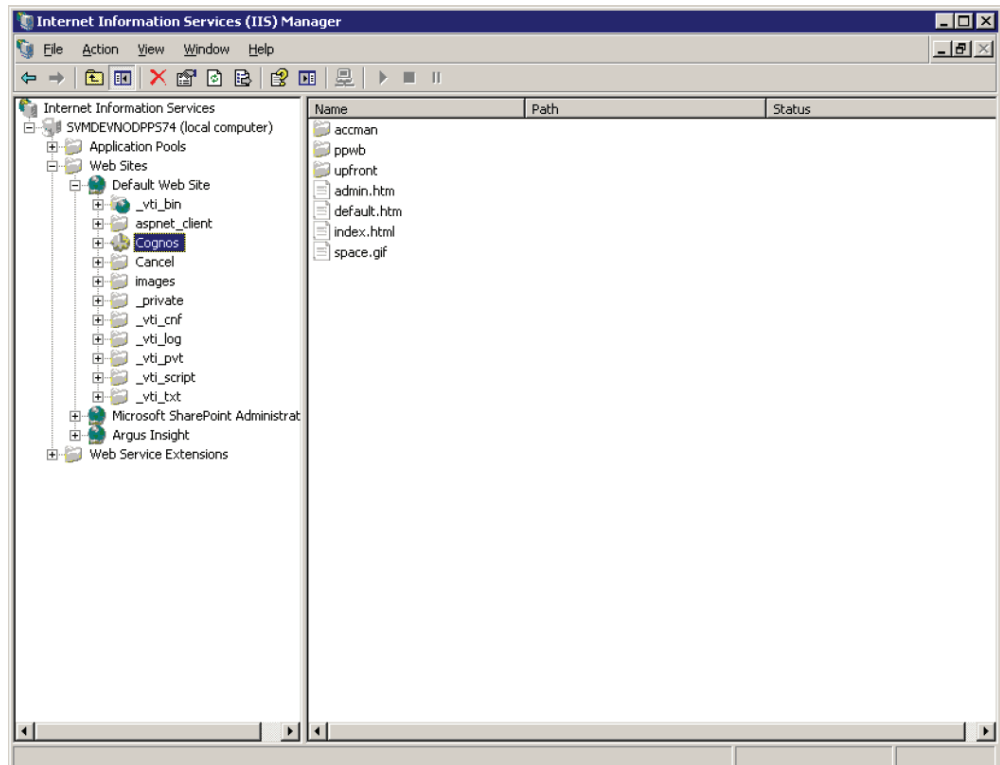 Internet Information Services (IIS) Manager
File Action View Window Help
Internet Information Services
SVMDEVNODPPS74 (local computer)
Application Pools
Web Sites
Default Web Site
_vti_bin
aspnet_client
Cognos
Cancel
images
_private
_vti_cnf
_vti_log
_vti_pvt
_vti_script
_vti_txt
Microsoft SharePoint Administrat
Argus Insight
Web Service Extensions
Name Path Status
accman
ppwb
upfront
admin.htm
default.htm
index.html
space.gif